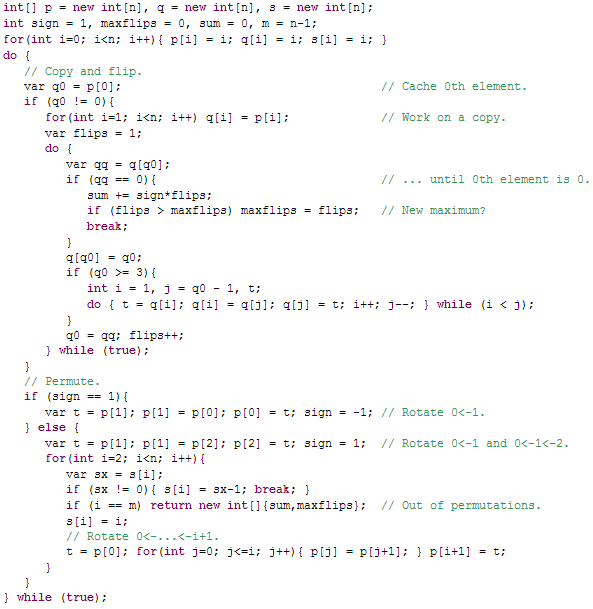 int[] p = new int[n], q = new int[n], s = new int[n];
int sign = 1, maxflips = 0, sum = 0, m = n-1;
for(int i=0; i<n; i++){ p[i] = i; q[i] = i; s[i] = i; }
do {
   // Copy and flip.
   var q0 = p[0];                                     // Cache 0th element.
   if (q0 != 0){
      for(int i=1; i<n; i++) q[i] = p[i];             // Work on a copy.
      var flips = 1;
      do {
         var qq = q[q0];
         if (qq == 0){                                // ... until 0th element is 0.
            sum += sign*flips;
            if (flips > maxflips) maxflips = flips;   // New maximum?
            break;
         }
         q[q0] = q0;
         if (q0 >= 3){
            int i = 1, j = q0 - 1, t;
            do { t = q[i]; q[i] = q[j]; q[j] = t; i++; j--; } while (i < j);
         }
         q0 = qq; flips++;
      } while (true);
   }
   // Permute.
   if (sign == 1){
      var t = p[1]; p[1] = p[0]; p[0] = t; sign = -1; // Rotate 0<-1.
   } else {
      var t = p[1]; p[1] = p[2]; p[2] = t; sign = 1;  // Rotate 0<-1 and 0<-1<-2.
      for(int i=2; i<n; i++){
         var sx = s[i];
         if (sx != 0){ s[i] = sx-1; break; }
         if (i == m) return new int[]{sum,maxflips};  // Out of permutations.
         s[i] = i;
         // Rotate 0<-...<-i+1.
         t = p[0]; for(int j=0; j<=i; j++){ p[j] = p[j+1]; } p[i+1] = t;
      }
   }
} while (true);